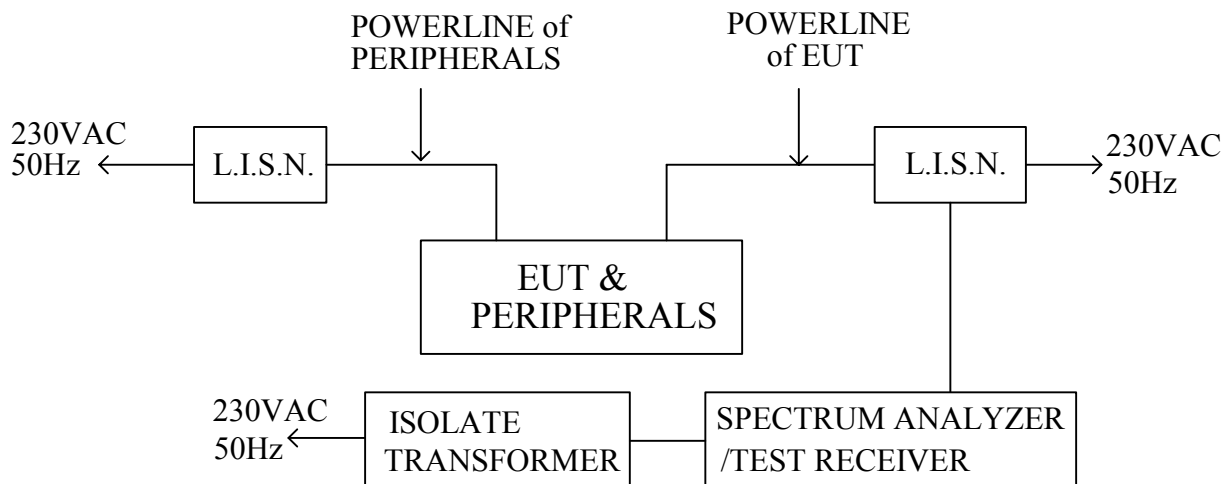 POWERLINE of
PERIPHERALS
POWERLINE
of EUT
230VAC
50Hz
L.I.S.N.
L.I.S.N.
230VAC
50Hz
EUT &
PERIPHERALS
230VAC
50Hz
ISOLATE
TRANSFORMER
SPECTRUM ANALYZER
/TEST RECEIVER